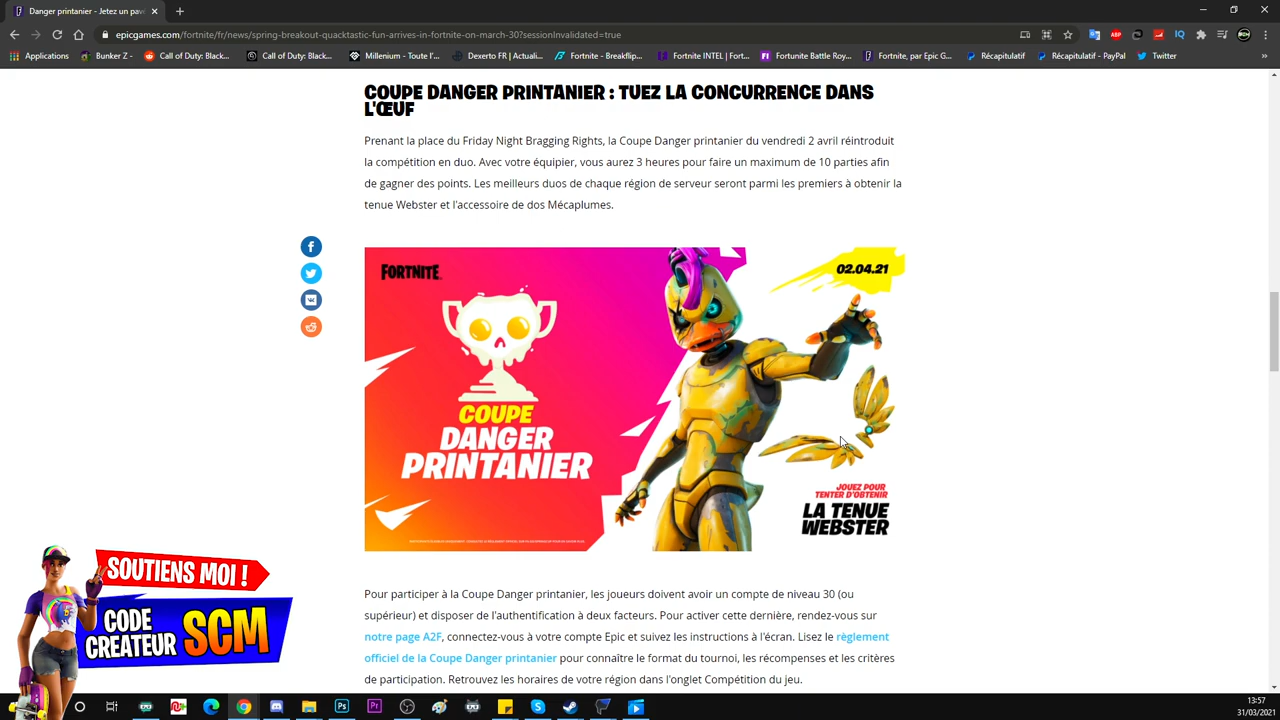 Danger printanier - Jetez un pav
epicgames.com/fortnite/fr/news/spring-breakout-quacktastic-fun-arrives-in-fortnite-on-march-30?sessionInvalidated=true
Applications Bunker Z - Call of Duty: Black... Call of Duty: Black... Millenium - Toute l'... Dexerto FR | Actuali... Fortnite - Breakflip... Fortnite INTEL | Fort... Fortunite Battle Roy... Fortnite, par Epic G... Récapitulatif Récapitulatif - PayPal Twitter »
COUPE DANGER PRINTANIER : TUEZ LA CONCURRENCE DANS
L'ŒUF
Prenant la place du Friday Night Bragging Rights, la Coupe Danger printanier du vendredi 2 avril réintroduit
la compétition en duo. Avec votre équipier, vous aurez 3 heures pour faire un maximum de 10 parties afin
de gagner des points. Les meilleurs duos de chaque région de serveur seront parmi les premiers à obtenir la
tenue Webster et l'accessoire de dos Mécaplumes.
FORTNITE
02.04.21
COUPE
DANGER
PRINTANIER
JOUEZ POUR
TENTER D'OBTENIR
LA TENUE
WEBSTER
Pour participer à la Coupe Danger printanier, les joueurs doivent avoir un compte de niveau 30 (ou
supérieur) et disposer de l'authentification à deux facteurs. Pour activer cette dernière, rendez-vous sur
notre page A2F, connectez-vous à votre compte Epic et suivez les instructions à l'écran. Lisez le règlement
officiel de la Coupe Danger printanier pour connaître le format du tournoi, les récompenses et les critères
de participation. Retrouvez les horaires de votre région dans l'onglet Compétition du jeu.
SOUTIENS MOI !
CODE
CREATEUR SCM
13:57
31/03/2021